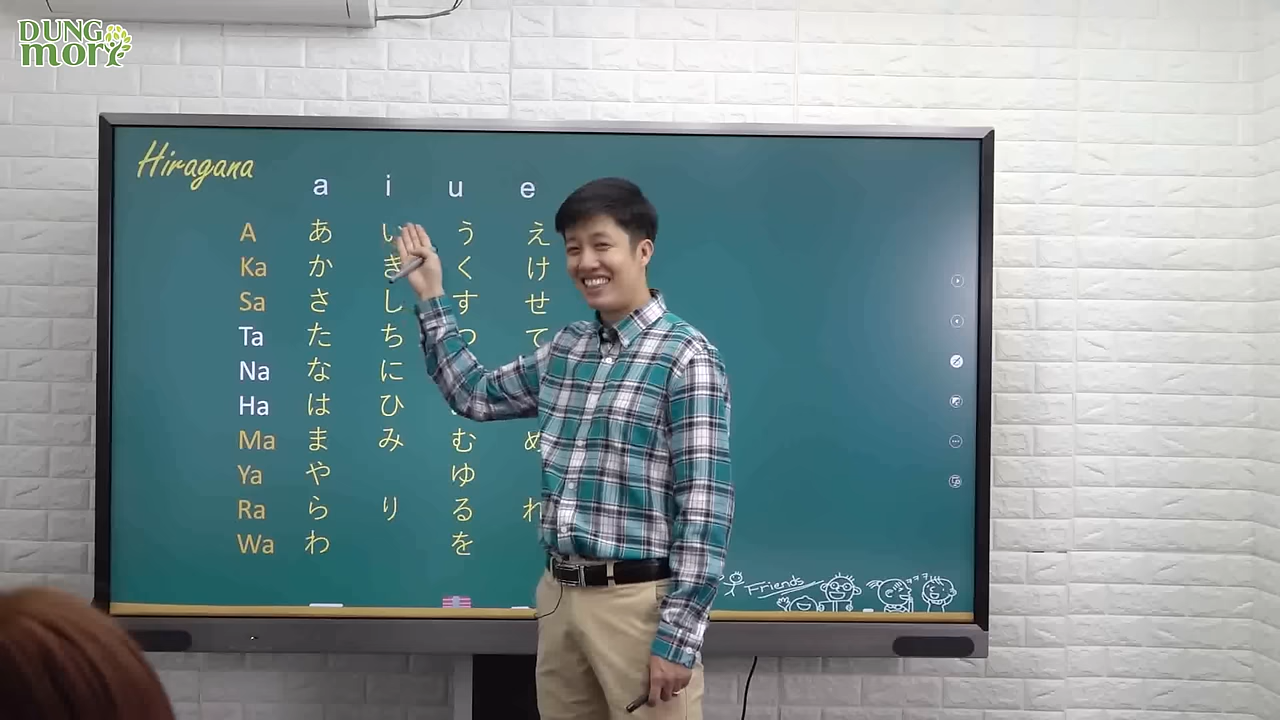 DUNG
mori
Hiragana
a i u e
A あ い う え
Ka か き く け
Sa さ し す せ
Ta た ち つ て
Na な に
Ha は ひ
Ma ま み む め
Ya や ゆ
Ra ら り る れ
Wa わ を
Friends